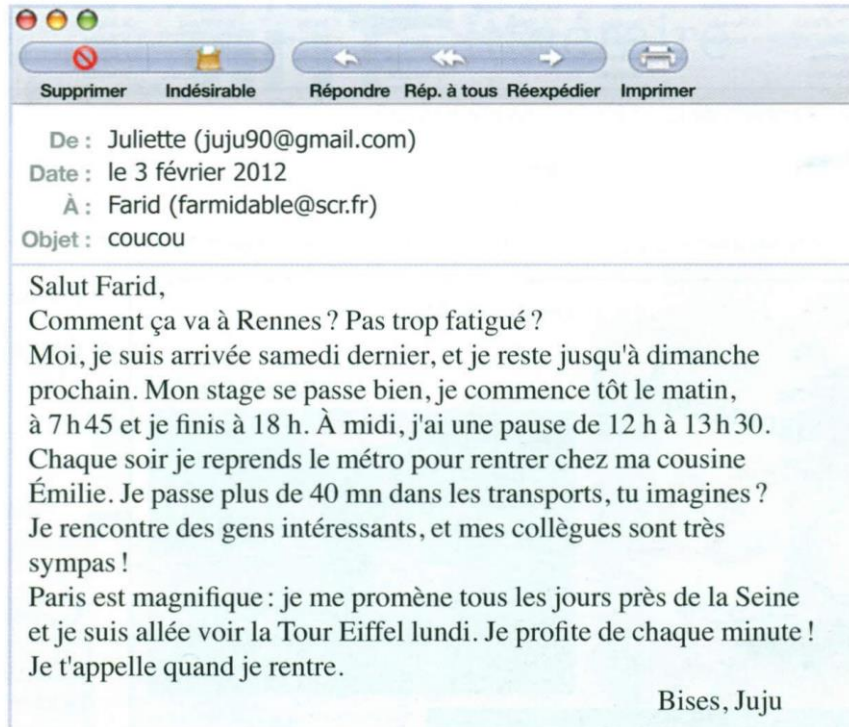 Supprimer Indésirable Répondre Rép. à tous Réexpédier Imprimer
De : Juliette (juju90@gmail.com)
Date : le 3 février 2012
À : Farid (farmidable@scr.fr)
Objet : coucou
Salut Farid,
Comment ça va à Rennes ? Pas trop fatigué ?
Moi, je suis arrivée samedi dernier, et je reste jusqu'à dimanche
prochain. Mon stage se passe bien, je commence tôt le matin,
à 7 h 45 et je finis à 18 h. À midi, j'ai une pause de 12 h à 13 h 30.
Chaque soir je reprends le métro pour rentrer chez ma cousine
Émilie. Je passe plus de 40 mn dans les transports, tu imagines ?
Je rencontre des gens intéressants, et mes collègues sont très
sympas !
Paris est magnifique : je me promène tous les jours près de la Seine
et je suis allée voir la Tour Eiffel lundi. Je profite de chaque minute !
Je t'appelle quand je rentre.
Bises, Juju